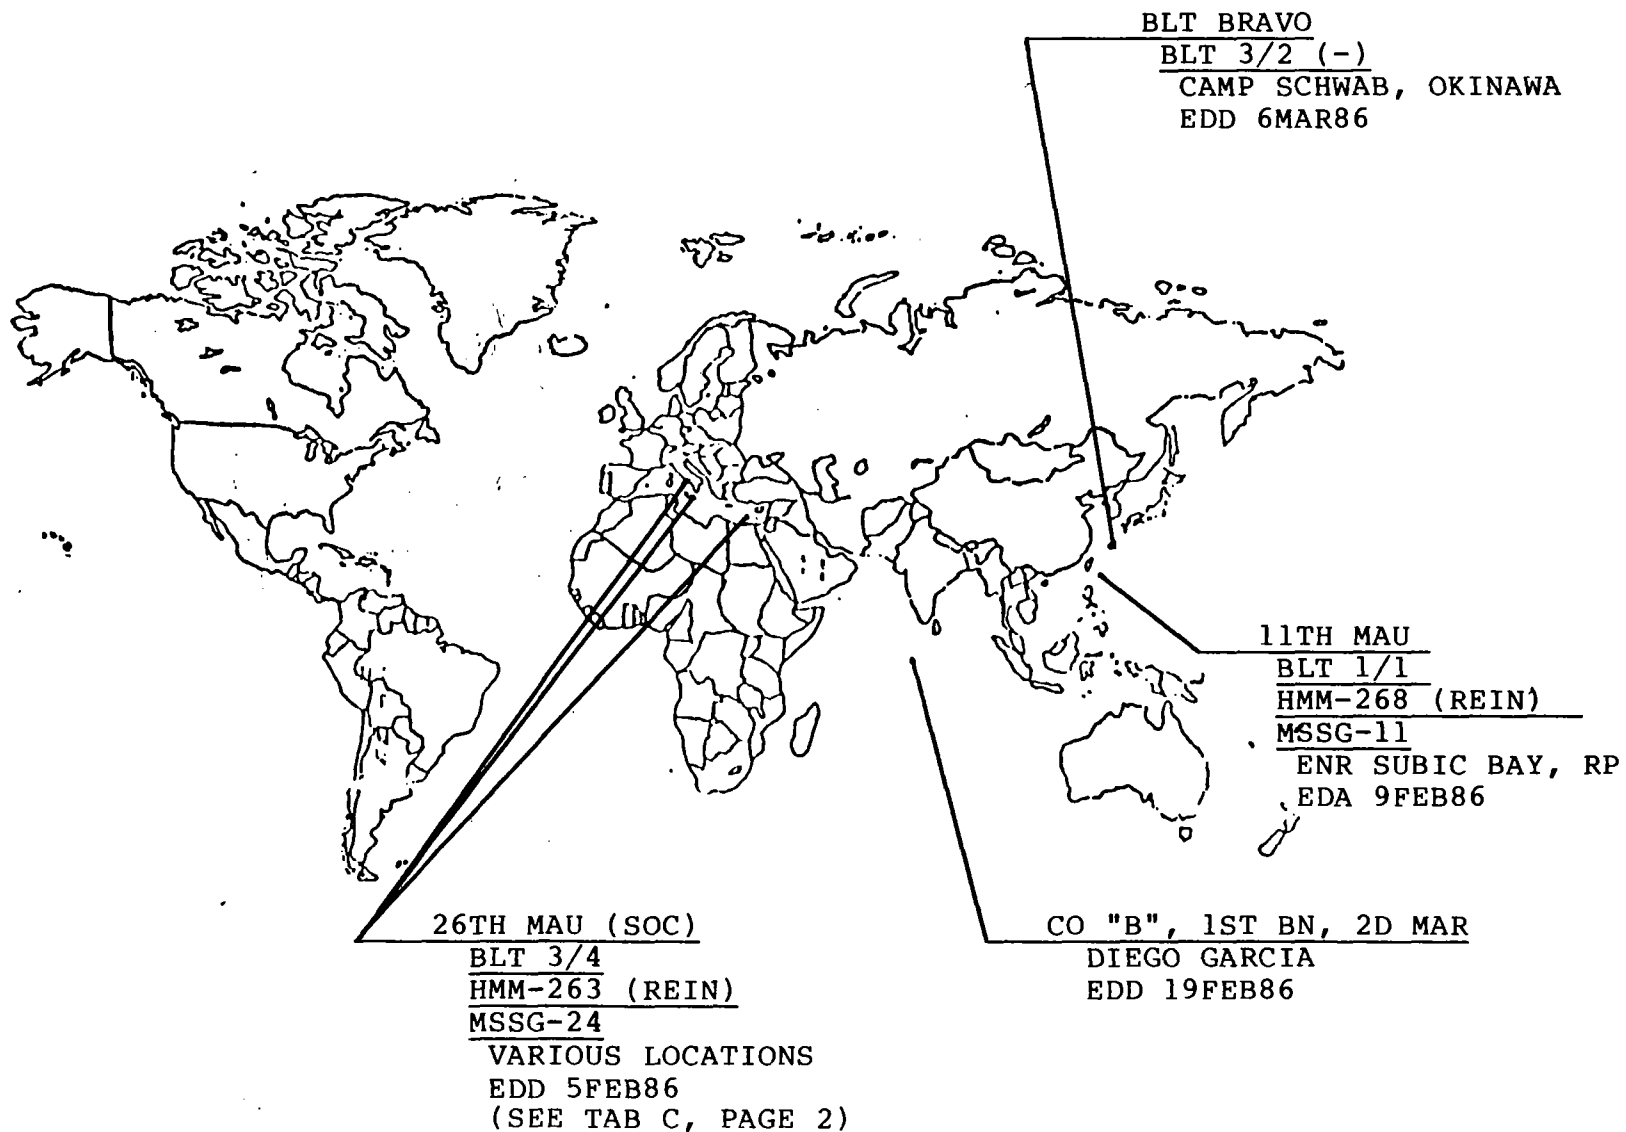 BLT BRAVO
BLT 3/2 (-)
CAMP SCHWAB, OKINAWA
EDD 6MAR86
11TH MAU
BLT 1/1
HMM-268 (REIN)
MSSG-11
ENR SUBIC BAY, RP
EDA 9FEB86
26TH MAU (SOC)
BLT 3/4
HMM-263 (REIN)
MSSG-24
VARIOUS LOCATIONS
EDD 5FEB86
(SEE TAB C, PAGE 2)
CO "B", 1ST BN, 2D MAR
DIEGO GARCIA
EDD 19FEB86